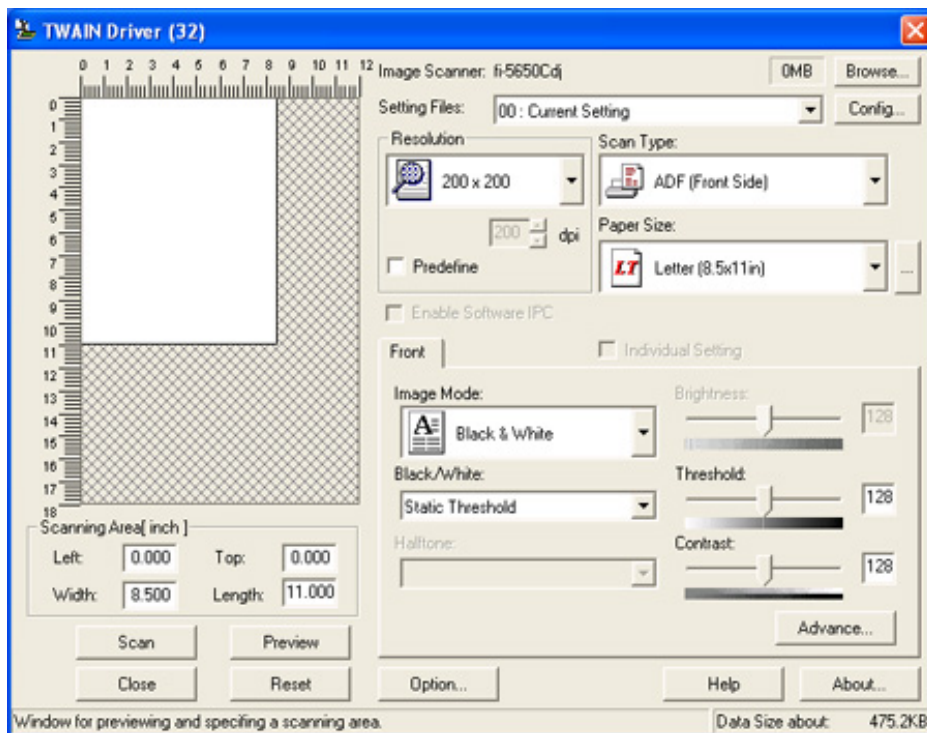 TWAIN Driver (32)
0 1 2 3 4 5 6 7 8 9 10 11 12
Image Scanner: fi-5650Cdj
0MB
Browse...
0
1
2
3
4
5
6
7
8
9
10
11
12
13
14
15
16
17
18
Setting Files:
00 : Current Setting
Config...
Resolution
200 x 200
200 dpi
Predefine
Scan Type:
ADF (Front Side)
Paper Size:
LT
Letter (8.5x11in)
...
Enable Software IPC
Front
Individual Setting
Image Mode:
A
Black & White
Brightness:
128
Black/White:
Static Threshold
Threshold:
128
Halftone:
Contrast:
128
Advance...
Scanning Area[ inch ]
Left: 0.000 Top: 0.000
Width: 8.500 Length: 11.000
Scan
Preview
Close
Reset
Option...
Help
About...
Window for previewing and specifing a scanning area.
Data Size about: 475.2KB